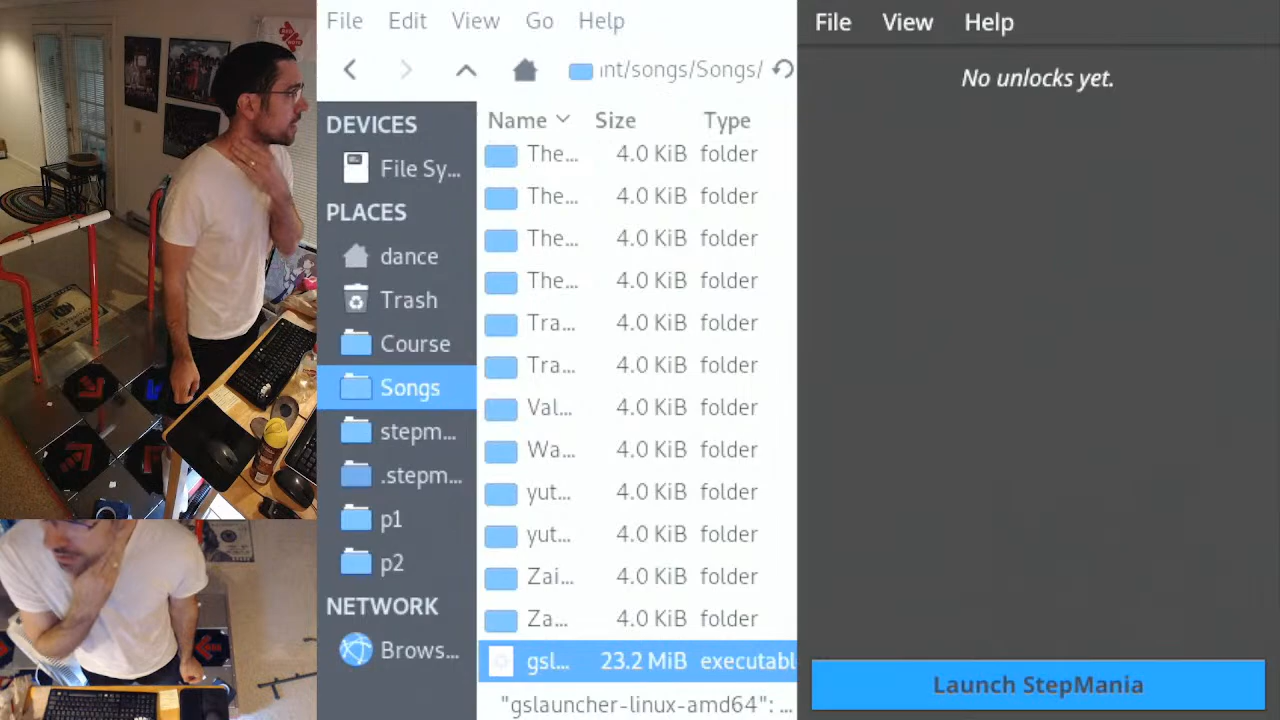 File Edit View Go Help
int/songs/Songs/
DEVICES
File Sy...
PLACES
dance
Trash
Course
Songs
stepm...
.stepm...
p1
p2
NETWORK
Brows...
Name Size Type
The... 4.0 KiB folder
The... 4.0 KiB folder
The... 4.0 KiB folder
The... 4.0 KiB folder
Tra... 4.0 KiB folder
Tra... 4.0 KiB folder
Val... 4.0 KiB folder
Wa... 4.0 KiB folder
yut... 4.0 KiB folder
yut... 4.0 KiB folder
Zai... 4.0 KiB folder
Za... 4.0 KiB folder
gsl... 23.2 MiB executabl
"gslauncher-linux-amd64": ...
File View Help
No unlocks yet.
Launch StepMania